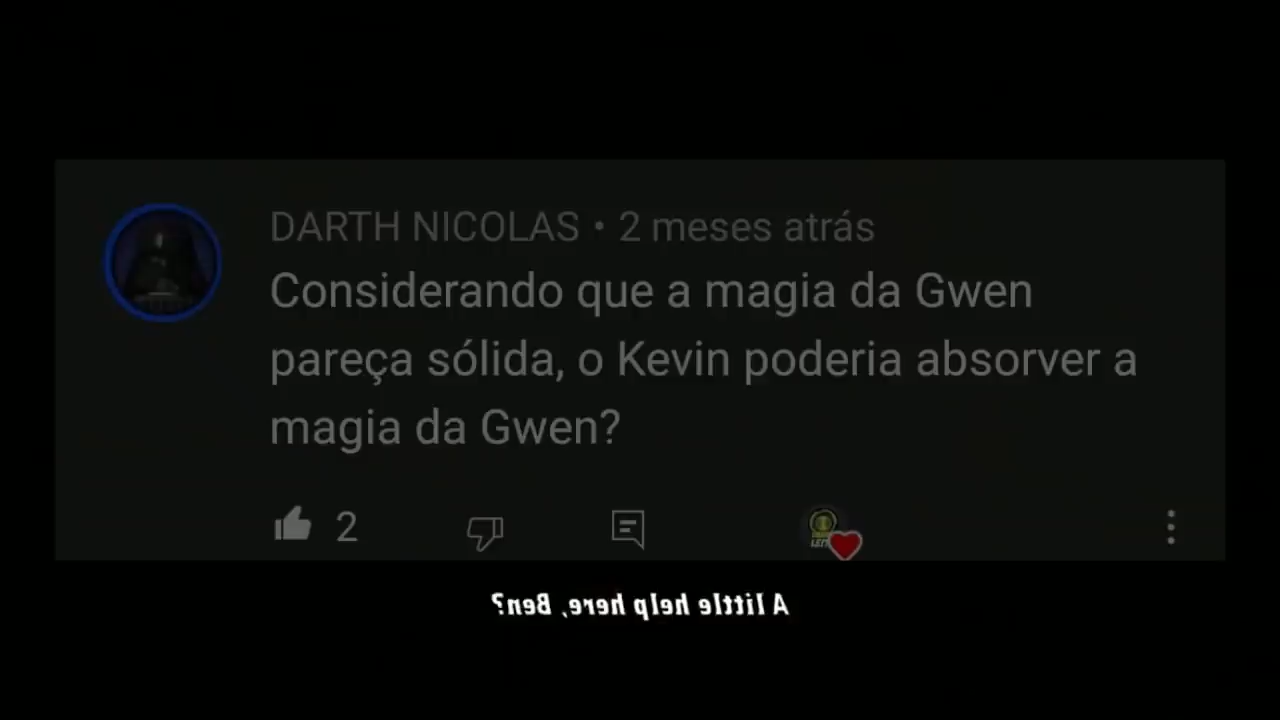 DARTH NICOLAS • 2 meses atrás
Considerando que a magia da Gwen
pareça sólida, o Kevin poderia absorver a
magia da Gwen?
2
A little help here, Ben?